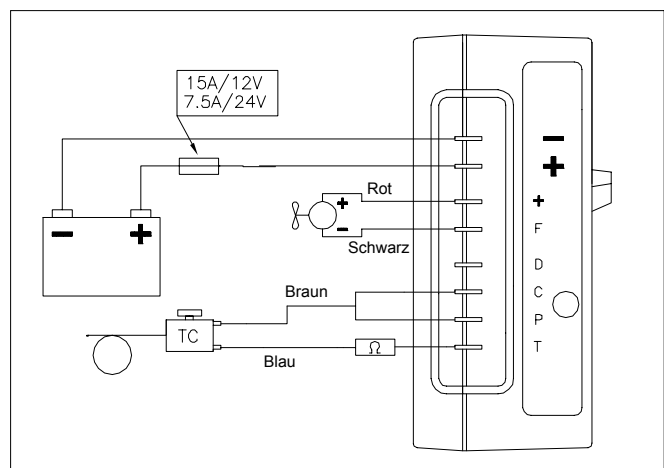 15A/12V
7.5A/24V
−
+
+
F
D
C
P
T
Rot
+
−
Schwarz
− +
Braun
TC
Blau
Ω